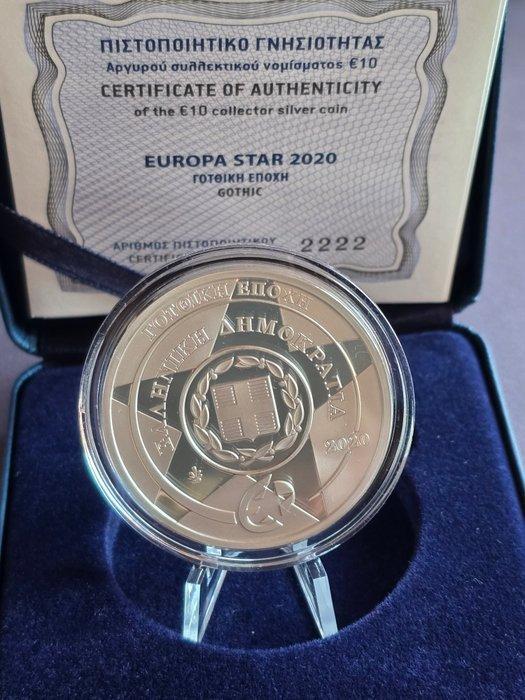 ΠΙΣΤΟΠΟΙΗΤΙΚΟ ΓΝΗΣΙΟΤΗΤΑΣ
Αργυρού συλλεκτικού νομίσματος €10
CERTIFICATE OF AUTHENTICITY
of the €10 collector silver coin
EUROPA STAR 2020
ΓΟΤΘΙΚΗ ΕΠΟΧΗ
GOTHIC
ΑΡΙΘΜΟΣ ΠΙΣΤΟΠΟΙΗΤΙΚΟΥ
2222
ΓΟΤΘΙΚΗ ΕΠΟΧΗ
ΕΛΛΗΝΙΚΗ ΔΗΜΟΚΡΑΤΙΑ
2020